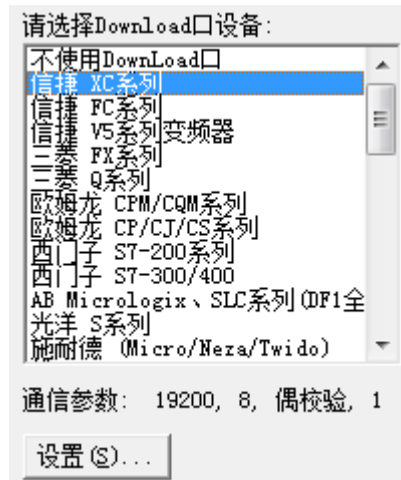 请选择Download口设备:
不使用DownLoad口
信捷 XC系列
信捷 FC系列
信捷 V5系列变频器
三菱 FX系列
三菱 Q系列
欧姆龙 CPM/CQM系列
欧姆龙 CP/CJ/CS系列
西门子 S7-200系列
西门子 S7-300/400
AB Micrologix、SLC系列(DF1全
光洋 S系列
施耐德 (Micro/Neza/Twido)
通信参数: 19200, 8, 偶校验, 1
设置(S)...